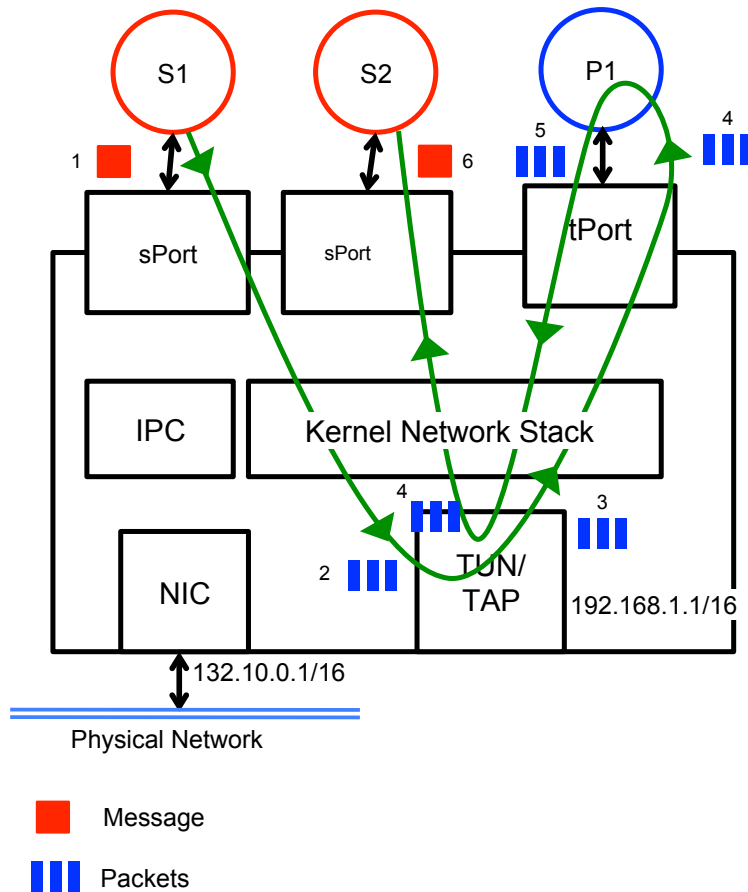 S1
S2
P1
4
5
1
6
sPort
sPort
tPort
IPC
Kernel Network Stack
4
3
2
NIC
TUN/
TAP
192.168.1.1/16
132.10.0.1/16
Physical Network
Message
Packets